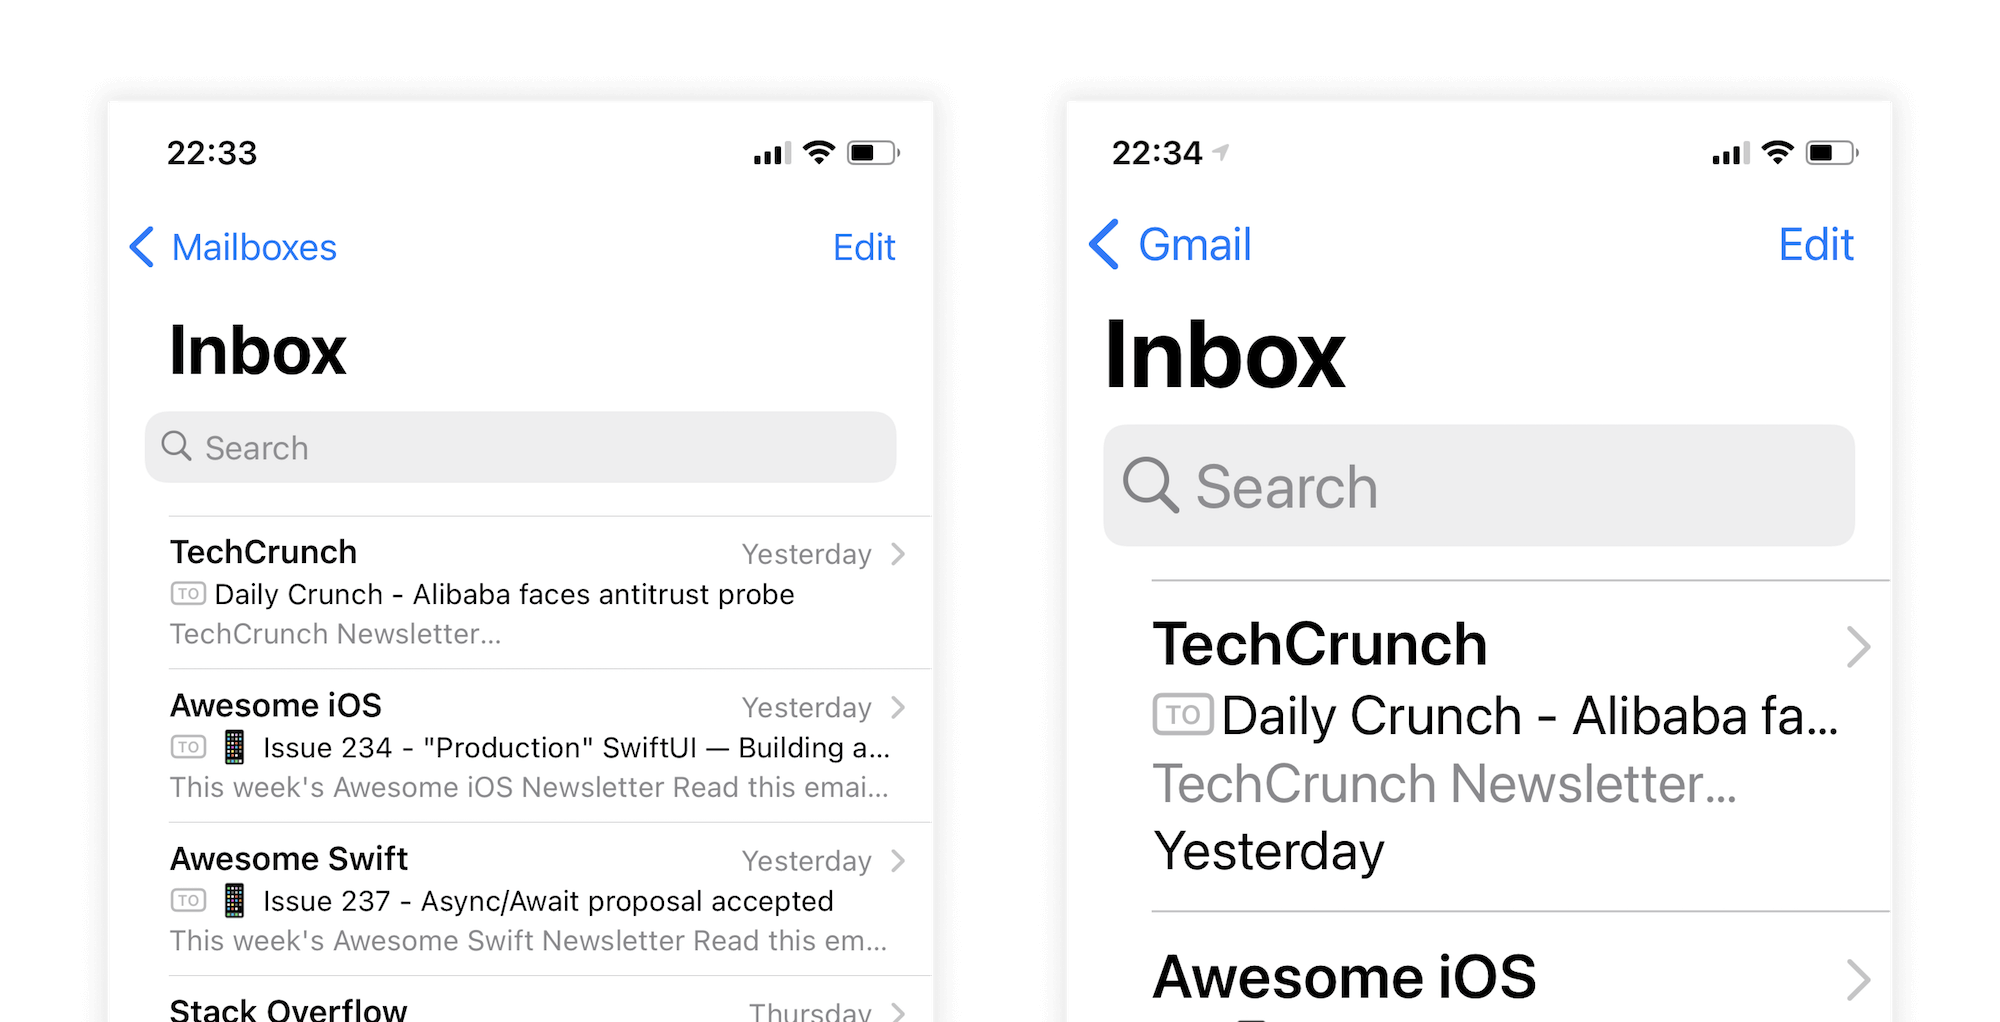 22:33
Mailboxes Edit
Inbox
Search
TechCrunch Yesterday
TO Daily Crunch - Alibaba faces antitrust probe
TechCrunch Newsletter...
Awesome iOS Yesterday
TO Issue 234 - "Production" SwiftUI — Building a...
This week's Awesome iOS Newsletter Read this emai...
Awesome Swift Yesterday
TO Issue 237 - Async/Await proposal accepted
This week's Awesome Swift Newsletter Read this em...
Stack Overflow Thursday
22:34
Gmail Edit
Inbox
Search
TechCrunch
TO Daily Crunch - Alibaba fa...
TechCrunch Newsletter...
Yesterday
Awesome iOS